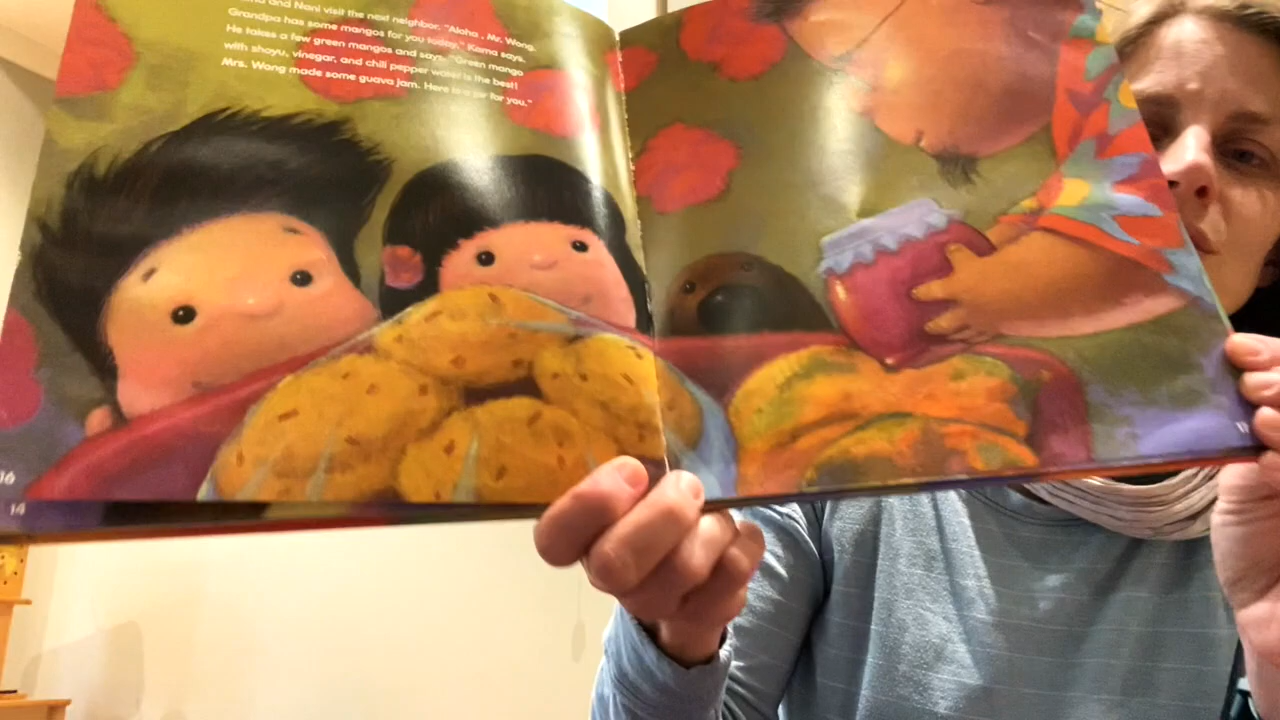 and Nani visit the next neighbor. "Aloha, Mr. Wong.
Grandpa has some mangos for you today," Kama says.
He takes a few green mangos and says, "Green mango
with shoyu, vinegar, and chili pepper water is the best!
Mrs. Wong made some guava jam. Here is a jar for you."
16
14